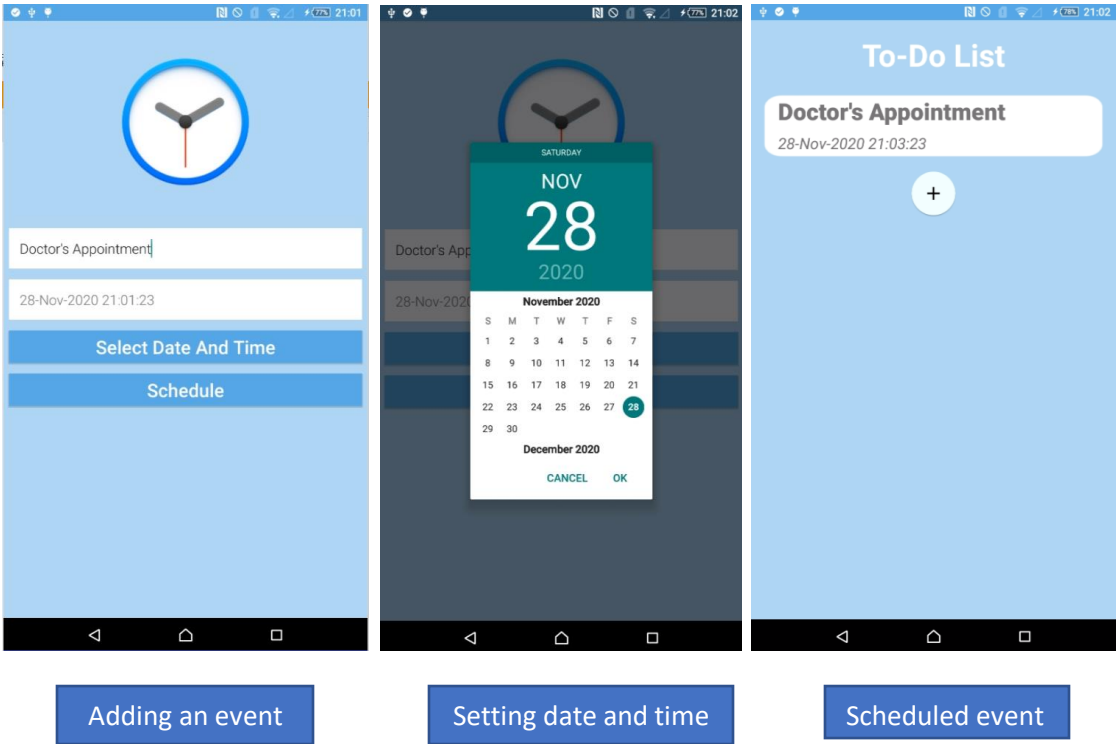 77% 21:01
Doctor's Appointment
28-Nov-2020 21:01:23
Select Date And Time
Schedule
77% 21:02
Doctor's App
28-Nov-202
SATURDAY
NOV
28
2020
November 2020
S M T W T F S
1 2 3 4 5 6 7
8 9 10 11 12 13 14
15 16 17 18 19 20 21
22 23 24 25 26 27 28
29 30
December 2020
CANCEL OK
78% 21:02
To-Do List
Doctor's Appointment
28-Nov-2020 21:03:23
+
Adding an event
Setting date and time
Scheduled event